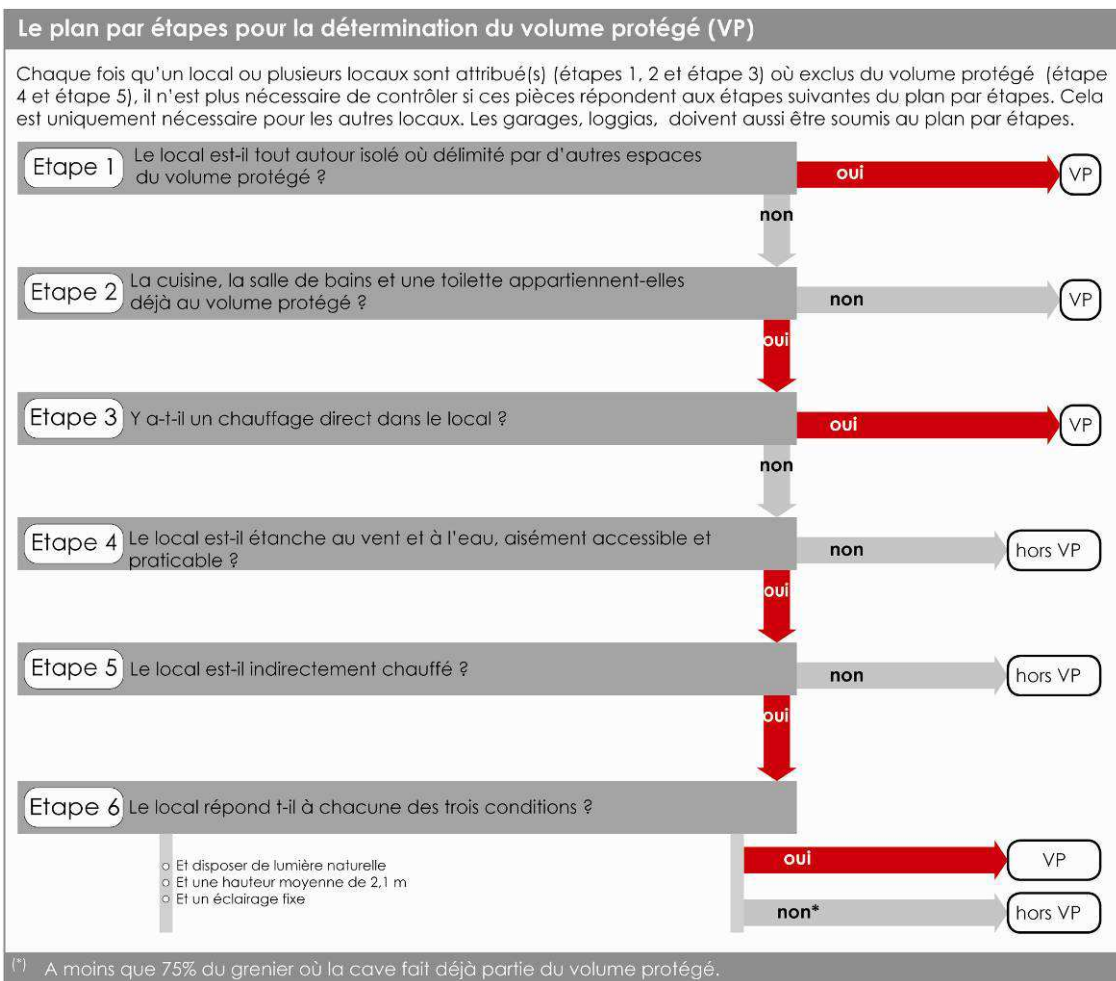 Le plan par étapes pour la détermination du volume protégé (VP)
Chaque fois qu'un local ou plusieurs locaux sont attribué(s) (étapes 1, 2 et étape 3) où exclus du volume protégé (étape
4 et étape 5), il n'est plus nécessaire de contrôler si ces pièces répondent aux étapes suivantes du plan par étapes. Cela
est uniquement nécessaire pour les autres locaux. Les garages, loggias, doivent aussi être soumis au plan par étapes.
Etape 1
Le local est-il tout autour isolé où délimité par d'autres espaces
du volume protégé ?
oui
VP
non
Etape 2
La cuisine, la salle de bains et une toilette appartiennent-elles
déjà au volume protégé ?
non
VP
oui
Etape 3
Y a-t-il un chauffage direct dans le local ?
oui
VP
non
Etape 4
Le local est-il étanche au vent et à l'eau, aisément accessible et
praticable ?
non
hors VP
oui
Etape 5
Le local est-il indirectement chauffé ?
non
hors VP
oui
Etape 6
Le local répond t-il à chacune des trois conditions ?
Et disposer de lumière naturelle
Et une hauteur moyenne de 2,1 m
Et un éclairage fixe
oui
VP
non*
hors VP
(*) A moins que 75% du grenier où la cave fait déjà partie du volume protégé.